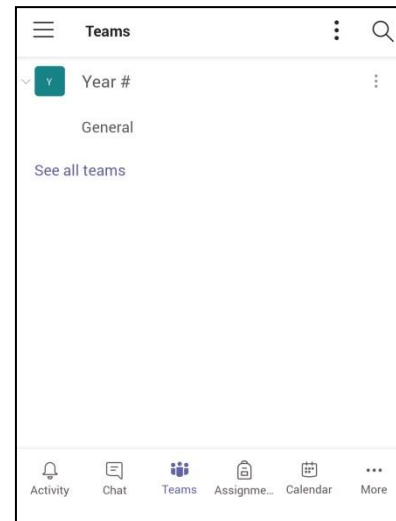 Teams
Y Year #
General
See all teams
Activity Chat Teams Assignme... Calendar More